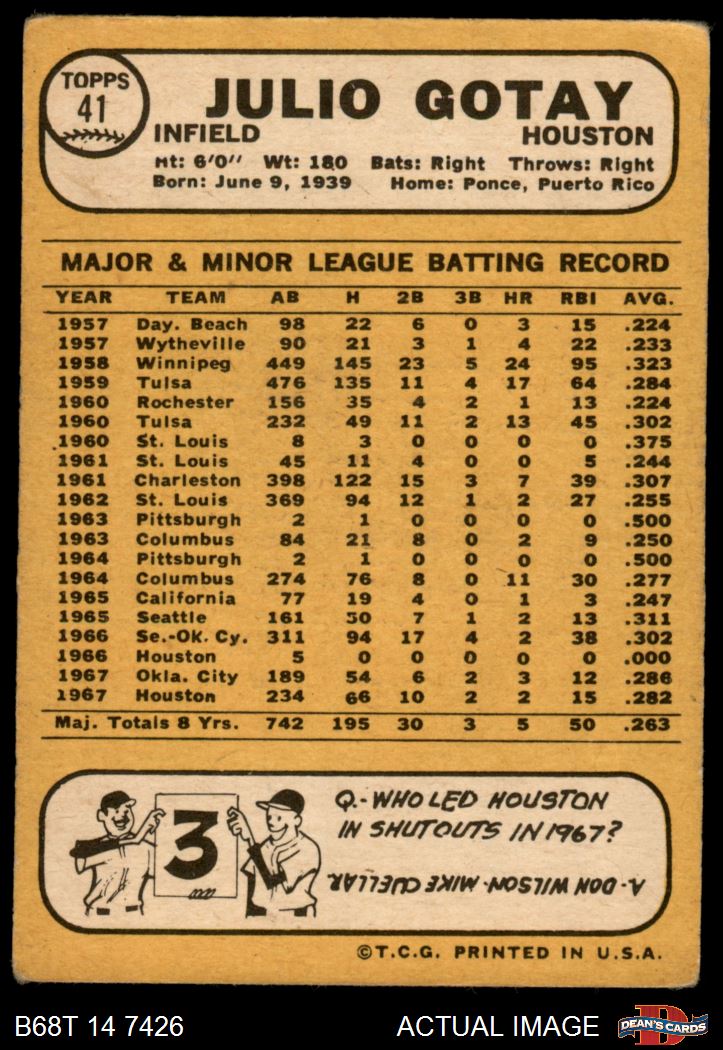 TOPPS
41
JULIO GOTAY
INFIELD HOUSTON
Ht: 6'0" Wt: 180 Bats: Right Throws: Right
Born: June 9, 1939 Home: Ponce, Puerto Rico
MAJOR & MINOR LEAGUE BATTING RECORD
YEAR TEAM AB H 2B 3B HR RBI AVG.
1957 Day. Beach 98 22 6 0 3 15 .224
1957 Wytheville 90 21 3 1 4 22 .233
1958 Winnipeg 449 145 23 5 24 95 .323
1959 Tulsa 476 135 11 4 17 64 .284
1960 Rochester 156 35 4 2 1 13 .224
1960 Tulsa 232 49 11 2 13 45 .302
1960 St. Louis 8 3 0 0 0 0 .375
1961 St. Louis 45 11 4 0 0 5 .244
1961 Charleston 398 122 15 3 7 39 .307
1962 St. Louis 369 94 12 1 2 27 .255
1963 Pittsburgh 2 1 0 0 0 0 .500
1963 Columbus 84 21 8 0 2 9 .250
1964 Pittsburgh 2 1 0 0 0 0 .500
1964 Columbus 274 76 8 0 11 30 .277
1965 California 77 19 4 0 1 3 .247
1965 Seattle 161 50 7 1 2 13 .311
1966 Se.-Ok. Cy. 311 94 17 4 2 38 .302
1966 Houston 5 0 0 0 0 0 .000
1967 Okla. City 189 54 6 2 3 12 .286
1967 Houston 234 66 10 2 2 15 .282
Maj. Totals 8 Yrs. 742 195 30 3 5 50 .263
3
Q.- WHO LED HOUSTON
IN SHUTOUTS IN 1967?
A- DON WILSON-MIKE CUELLAR
©T.C.G. PRINTED IN U.S.A.
B68T 14 7426 ACTUAL IMAGE
D
DEAN'S CARDS